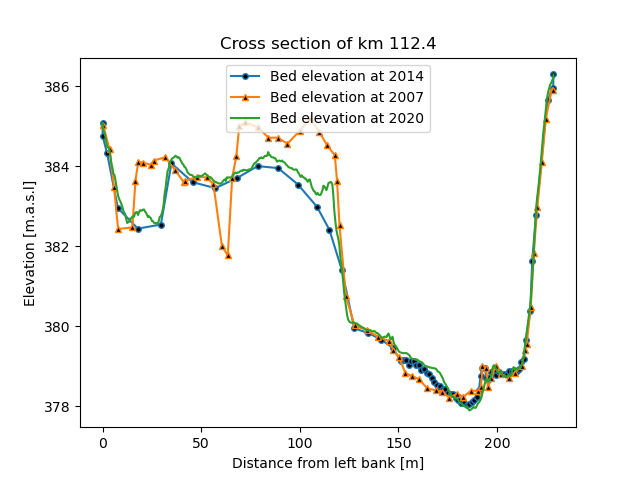 Cross section of km 112.4
Bed elevation at 2014
Bed elevation at 2007
Bed elevation at 2020
Elevation [m.a.s.l]
386
384
382
380
378
0 50 100 150 200
Distance from left bank [m]